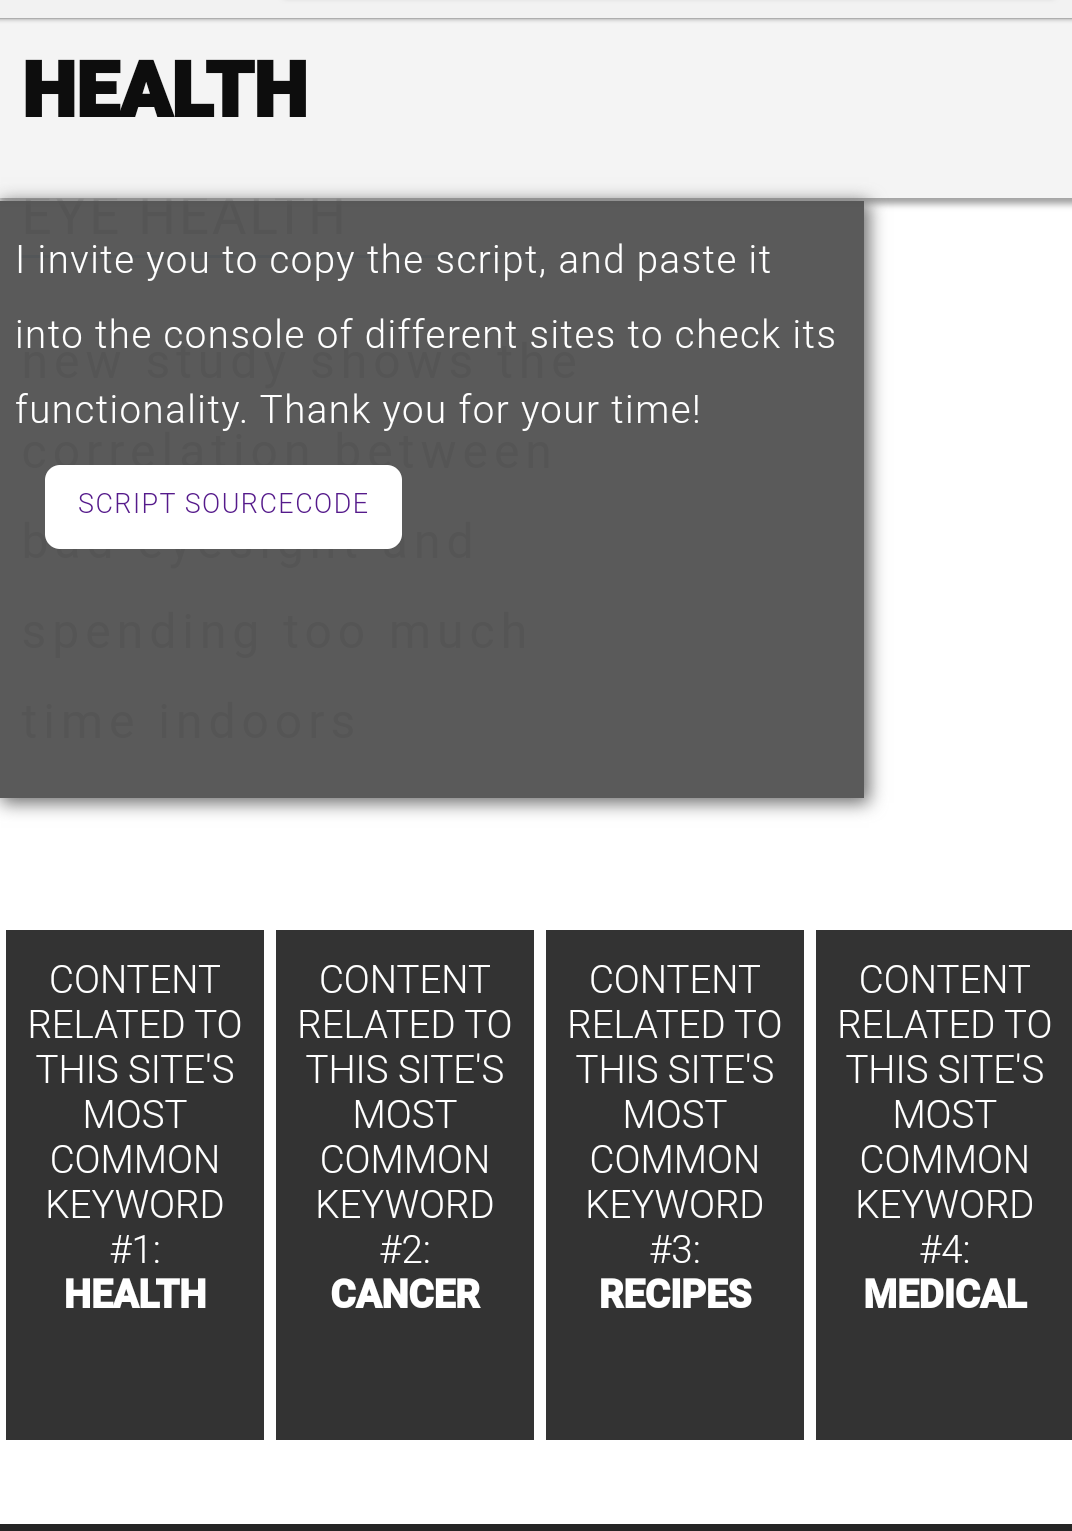 HEALTH
EYE HEALTH
I invite you to copy the script, and paste it
into the console of different sites to check its
new study shows the
functionality. Thank you for your time!
correlation between
SCRIPT SOURCECODE
bad eyesight and
spending too much
time indoors
CONTENT
RELATED TO
THIS SITE'S
MOST
COMMON
KEYWORD
#1:
HEALTH
CONTENT
RELATED TO
THIS SITE'S
MOST
COMMON
KEYWORD
#2:
CANCER
CONTENT
RELATED TO
THIS SITE'S
MOST
COMMON
KEYWORD
#3:
RECIPES
CONTENT
RELATED TO
THIS SITE'S
MOST
COMMON
KEYWORD
#4:
MEDICAL